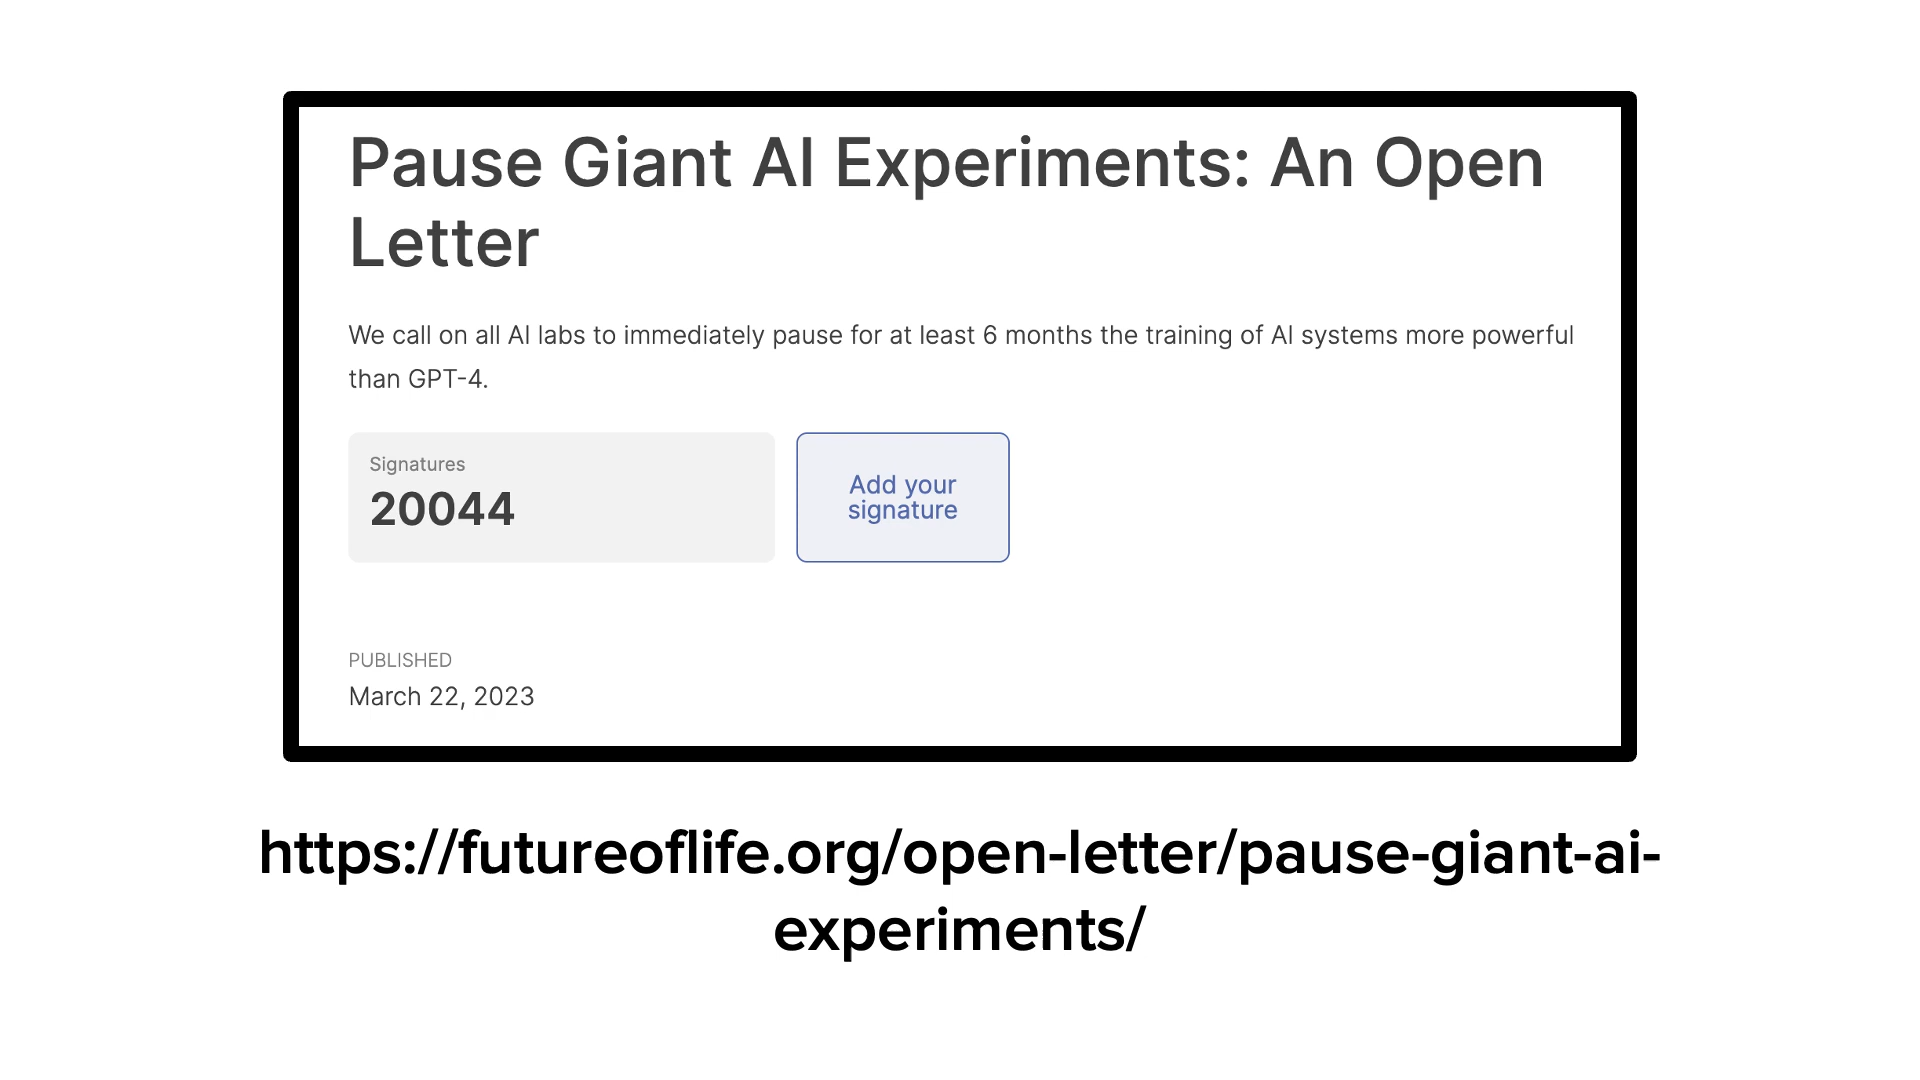 Pause Giant AI Experiments: An Open
Letter
We call on all AI labs to immediately pause for at least 6 months the training of AI systems more powerful
than GPT-4.
Signatures
20044
Add your
signature
PUBLISHED
March 22, 2023
https://futureoflife.org/open-letter/pause-giant-ai-
experiments/